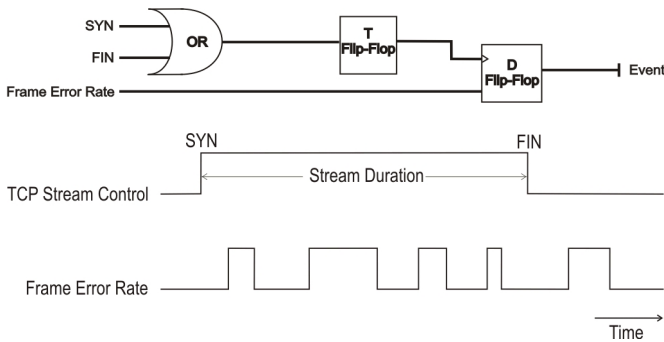 SYN
OR
FIN
T
Flip-Flop
D
Flip-Flop
Event
Frame Error Rate
SYN
FIN
Stream Duration
TCP Stream Control
Frame Error Rate
Time